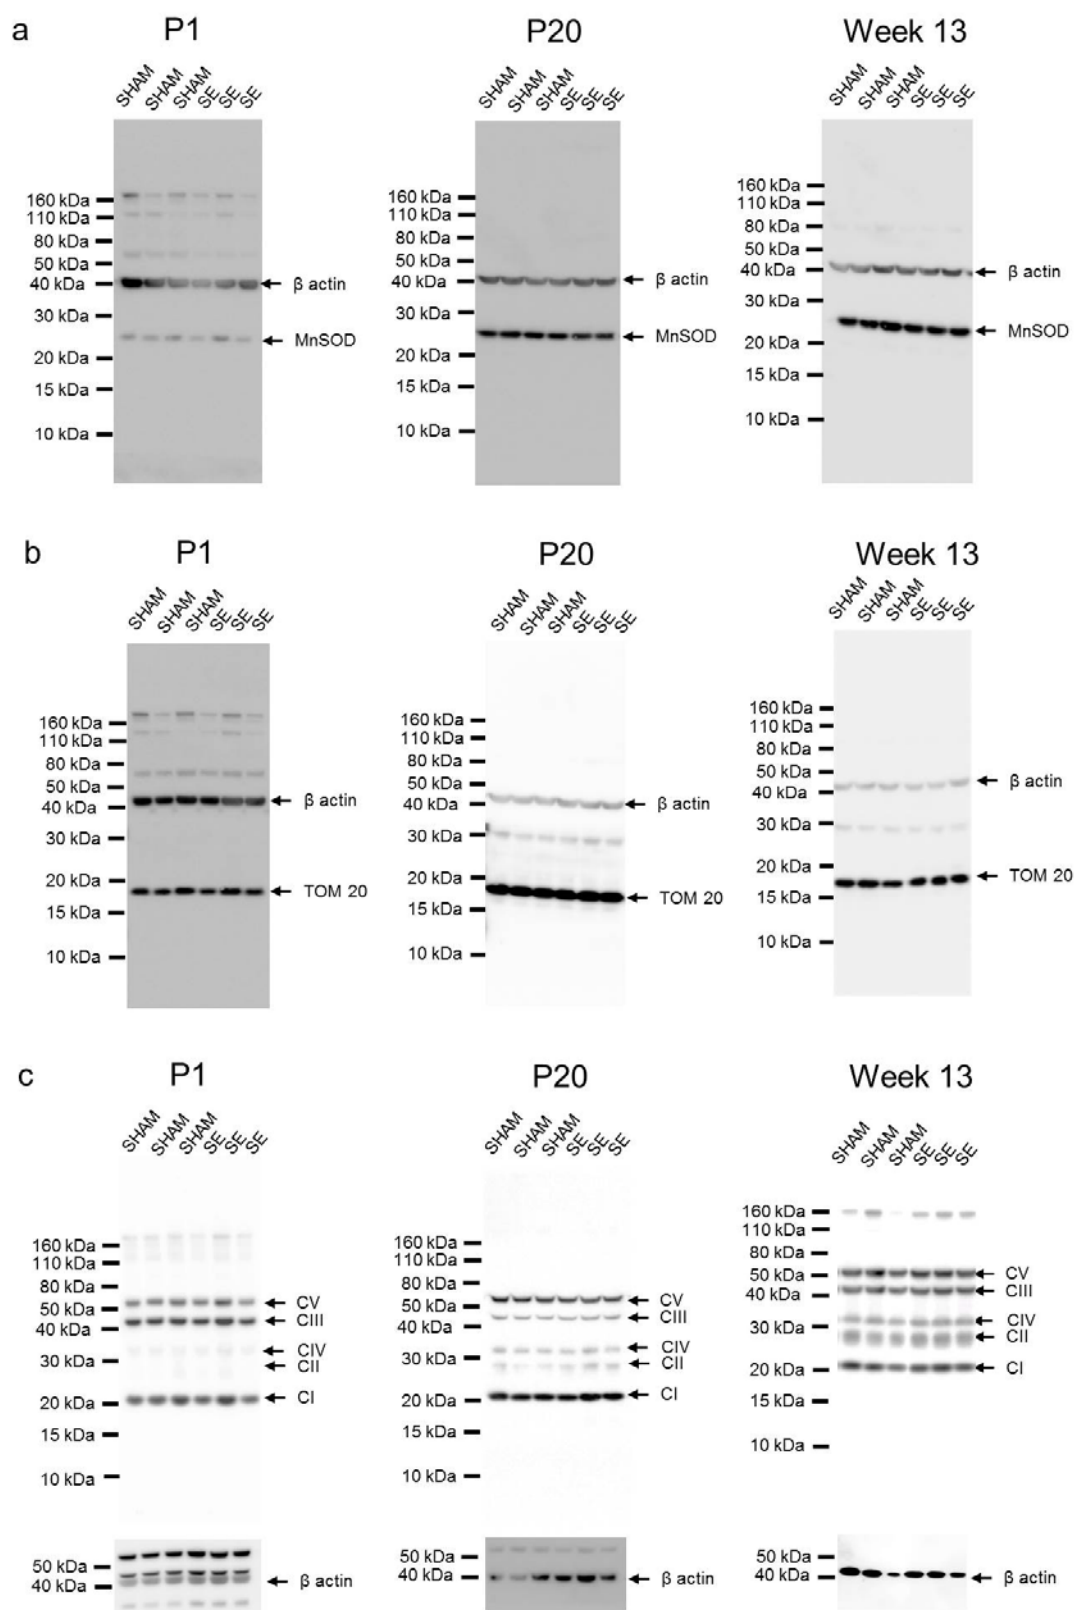 a
P1
P20
Week 13
SHAM SHAM SHAM SE SE SE
SHAM SHAM SHAM SE SE SE
SHAM SHAM SHAM SE SE SE
160 kDa
110 kDa
80 kDa
50 kDa
40 kDa
30 kDa
20 kDa
15 kDa
10 kDa
β actin
MnSOD
160 kDa
110 kDa
80 kDa
50 kDa
40 kDa
30 kDa
20 kDa
15 kDa
10 kDa
β actin
MnSOD
160 kDa
110 kDa
80 kDa
50 kDa
40 kDa
30 kDa
20 kDa
15 kDa
10 kDa
β actin
MnSOD
b
P1
P20
Week 13
SHAM SHAM SHAM SE SE SE
SHAM SHAM SHAM SE SE SE
SHAM SHAM SHAM SE SE SE
160 kDa
110 kDa
80 kDa
50 kDa
40 kDa
30 kDa
20 kDa
15 kDa
10 kDa
β actin
TOM 20
160 kDa
110 kDa
80 kDa
50 kDa
40 kDa
30 kDa
20 kDa
15 kDa
10 kDa
β actin
TOM 20
160 kDa
110 kDa
80 kDa
50 kDa
40 kDa
30 kDa
20 kDa
15 kDa
10 kDa
β actin
TOM 20
c
P1
P20
Week 13
SHAM SHAM SHAM SE SE SE
SHAM SHAM SHAM SE SE SE
SHAM SHAM SHAM SE SE SE
160 kDa
110 kDa
80 kDa
50 kDa
40 kDa
30 kDa
20 kDa
15 kDa
10 kDa
CV
CIII
CIV
CII
CI
50 kDa
40 kDa
β actin
160 kDa
110 kDa
80 kDa
50 kDa
40 kDa
30 kDa
20 kDa
15 kDa
10 kDa
CV
CIII
CIV
CII
CI
50 kDa
40 kDa
β actin
160 kDa
110 kDa
80 kDa
50 kDa
40 kDa
30 kDa
20 kDa
15 kDa
10 kDa
CV
CIII
CIV
CII
CI
50 kDa
40 kDa
β actin